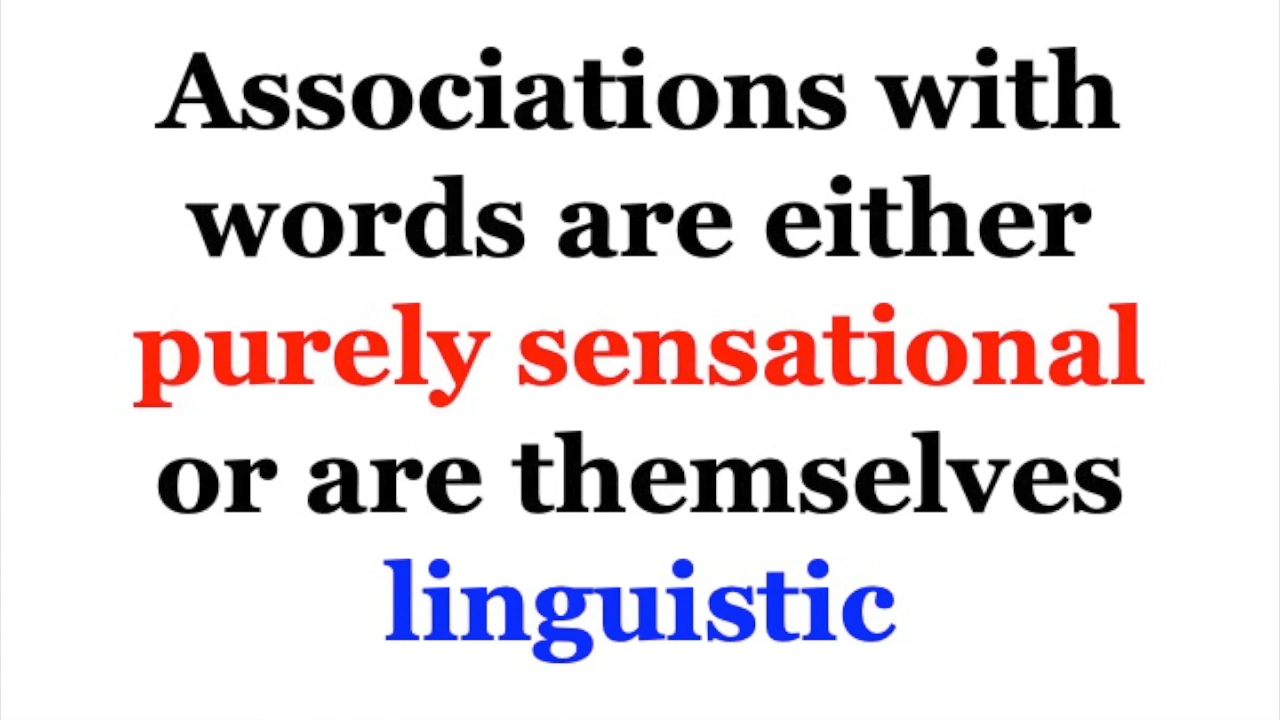 Associations with
words are either
purely sensational
or are themselves
linguistic